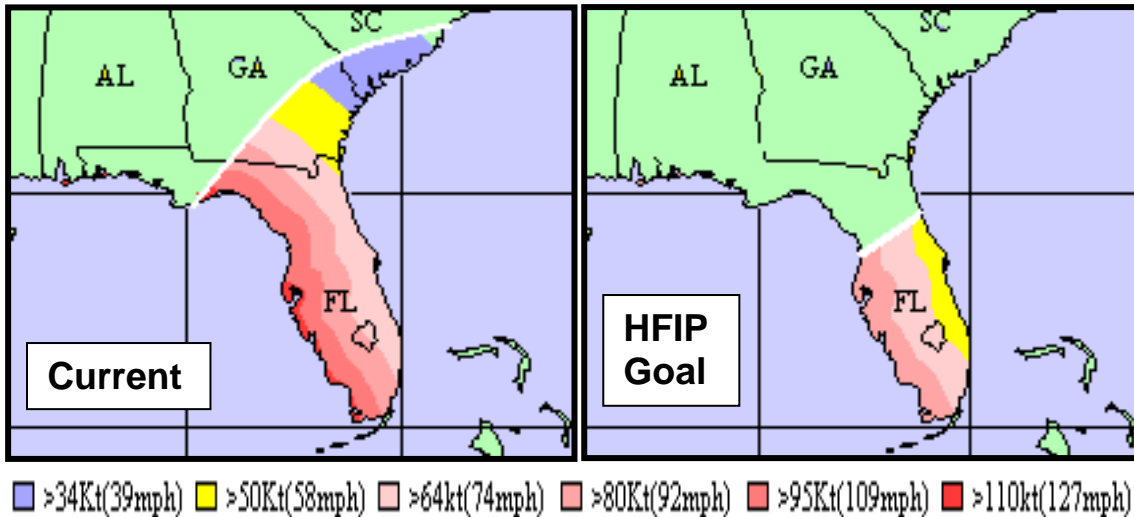 SC
AL
GA
FL
Current
SC
AL
GA
FL
HFIP
Goal
>34Kt(39mph) >50Kt(58mph) >64kt(74mph) >80Kt(92mph) >95Kt(109mph) >110kt(127mph)